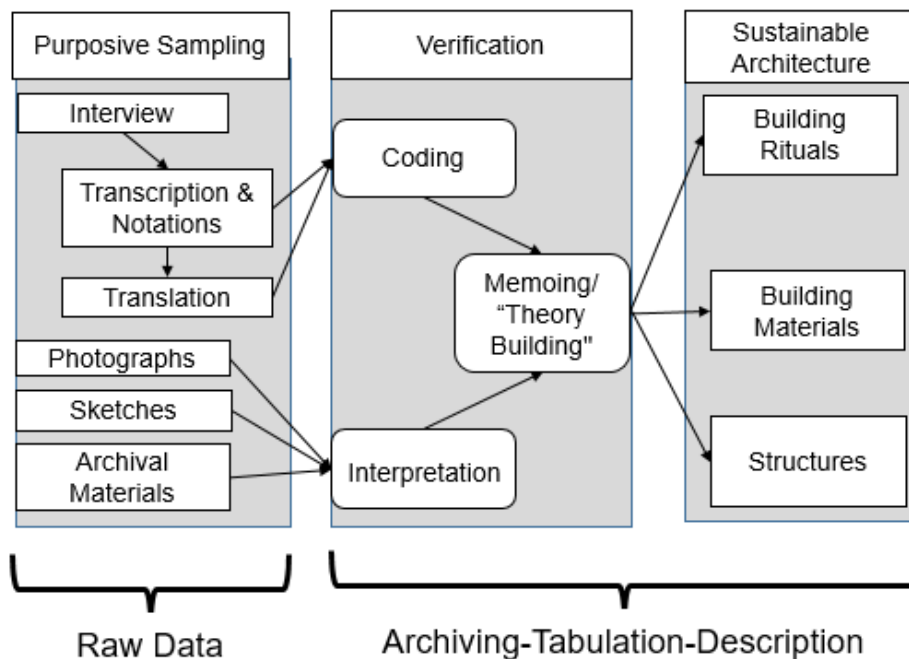 Purposive Sampling
Verification
Sustainable
Architecture
Interview
Transcription &
Notations
Translation
Photographs
Sketches
Archival
Materials
Coding
Memoing/
“Theory
Building"
Interpretation
Building
Rituals
Building
Materials
Structures
Raw Data
Archiving-Tabulation-Description